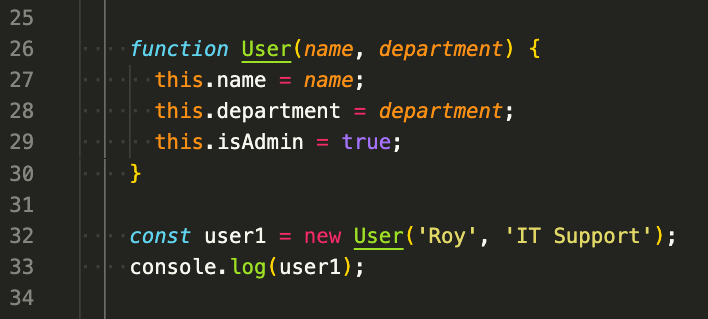 25
26 function User(name, department) {
27 this.name = name;
28 this.department = department;
29 this.isAdmin = true;
30 }
31
32 const user1 = new User('Roy', 'IT Support');
33 console.log(user1);
34